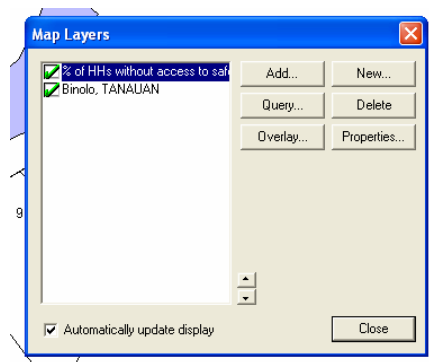 Map Layers
% of HHs without access to safe
Binolo, TANAUAN
Add... New...
Query... Delete
Overlay... Properties...
9
Automatically update display
Close